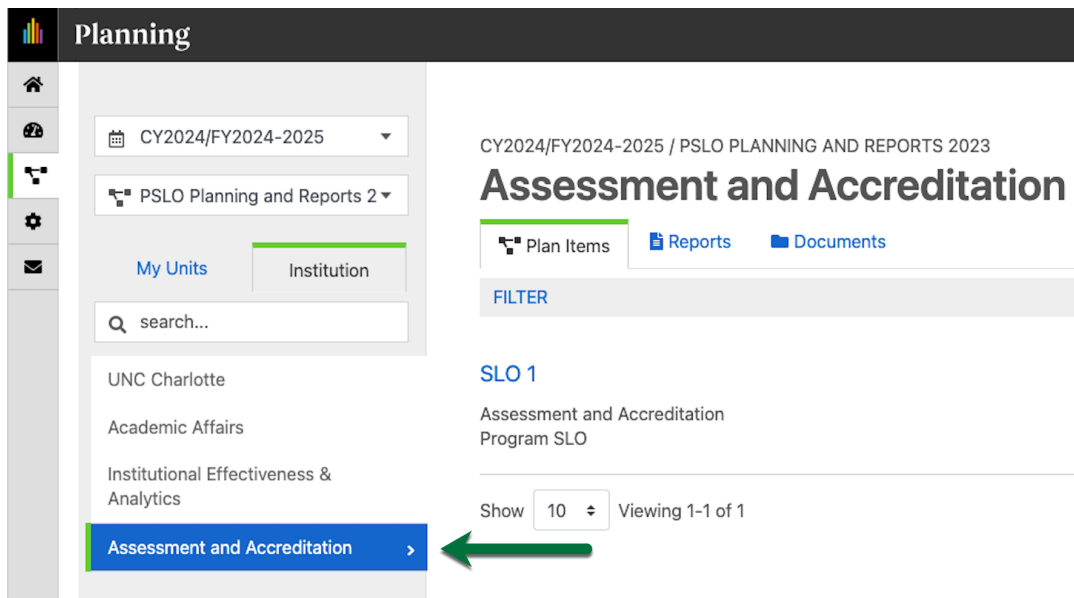 Planning
CY2024/FY2024-2025
PSLO Planning and Reports 2
My Units
Institution
search...
UNC Charlotte
Academic Affairs
Institutional Effectiveness &
Analytics
Assessment and Accreditation
CY2024/FY2024-2025 / PSLO PLANNING AND REPORTS 2023
Assessment and Accreditation
Plan Items
Reports
Documents
FILTER
SLO 1
Assessment and Accreditation
Program SLO
Show 10 Viewing 1-1 of 1